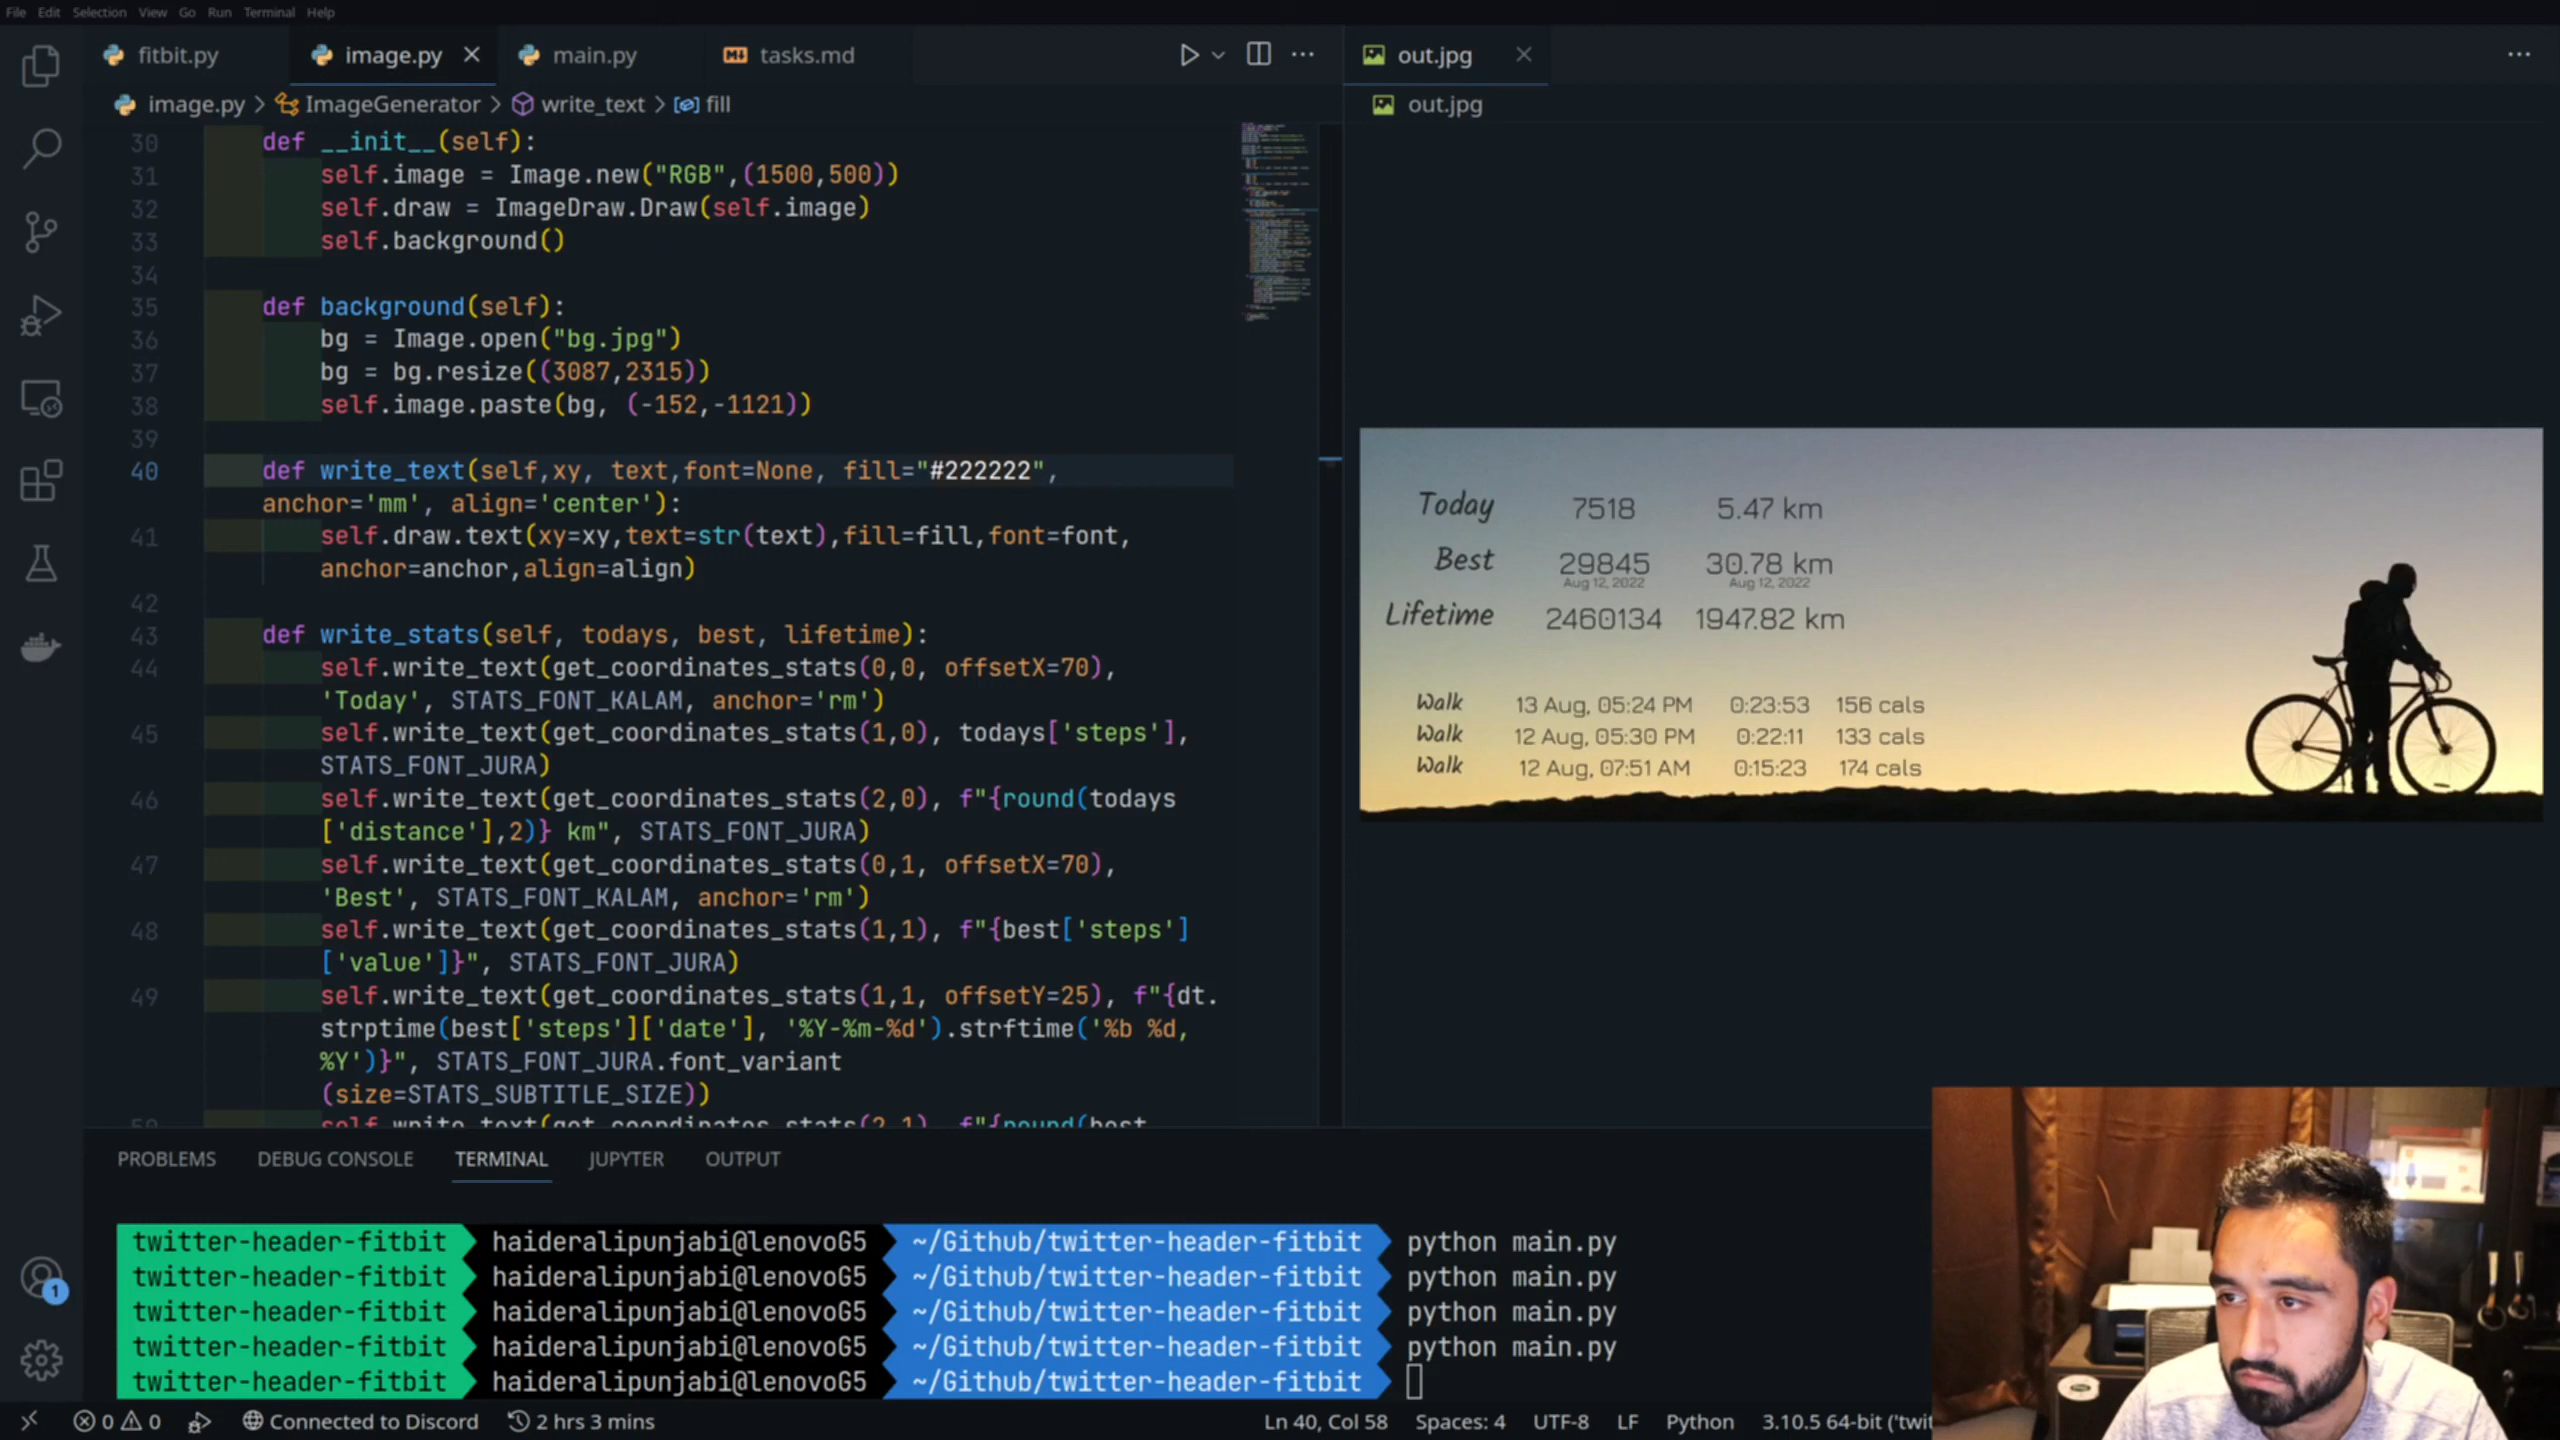 File Edit Selection View Go Run Terminal Help
fitbit.py image.py main.py tasks.md out.jpg
image.py > ImageGenerator > write_text > fill out.jpg
30 def __init__(self):
31 self.image = Image.new("RGB",(1500,500))
32 self.draw = ImageDraw.Draw(self.image)
33 self.background()
34
35 def background(self):
36 bg = Image.open("bg.jpg")
37 bg = bg.resize((3087,2315))
38 self.image.paste(bg, (-152,-1121))
39
40 def write_text(self,xy, text,font=None, fill="#222222",
anchor='mm', align='center'):
41 self.draw.text(xy=xy,text=str(text),fill=fill,font=font,
anchor=anchor,align=align)
42
43 def write_stats(self, todays, best, lifetime):
44 self.write_text(get_coordinates_stats(0,0, offsetX=70),
'Today', STATS_FONT_KALAM, anchor='rm')
45 self.write_text(get_coordinates_stats(1,0), todays['steps'],
STATS_FONT_JURA)
46 self.write_text(get_coordinates_stats(2,0), f"{round(todays
['distance'],2)} km", STATS_FONT_JURA)
47 self.write_text(get_coordinates_stats(0,1, offsetX=70),
'Best', STATS_FONT_KALAM, anchor='rm')
48 self.write_text(get_coordinates_stats(1,1), f"{best['steps']
['value']}", STATS_FONT_JURA)
49 self.write_text(get_coordinates_stats(1,1, offsetY=25), f"{dt.
strptime(best['steps']['date'], '%Y-%m-%d').strftime('%b %d,
%Y')}", STATS_FONT_JURA.font_variant
(size=STATS_SUBTITLE_SIZE))
50 self.write_text(get_coordinates_stats(2,1), f"{round(best
Today 7518 5.47 km
Best 29845 30.78 km
Aug 12, 2022 Aug 12, 2022
Lifetime 2460134 1947.82 km
Walk 13 Aug, 05:24 PM 0:23:53 156 cals
Walk 12 Aug, 05:30 PM 0:22:11 133 cals
Walk 12 Aug, 07:51 AM 0:15:23 174 cals
PROBLEMS DEBUG CONSOLE TERMINAL JUPYTER OUTPUT
twitter-header-fitbit haideralipunjabi@lenovoG5 ~/Github/twitter-header-fitbit python main.py
twitter-header-fitbit haideralipunjabi@lenovoG5 ~/Github/twitter-header-fitbit python main.py
twitter-header-fitbit haideralipunjabi@lenovoG5 ~/Github/twitter-header-fitbit python main.py
twitter-header-fitbit haideralipunjabi@lenovoG5 ~/Github/twitter-header-fitbit python main.py
twitter-header-fitbit haideralipunjabi@lenovoG5 ~/Github/twitter-header-fitbit
1
0 0 Connected to Discord 2 hrs 3 mins Ln 40, Col 58 Spaces: 4 UTF-8 LF Python 3.10.5 64-bit ('twit